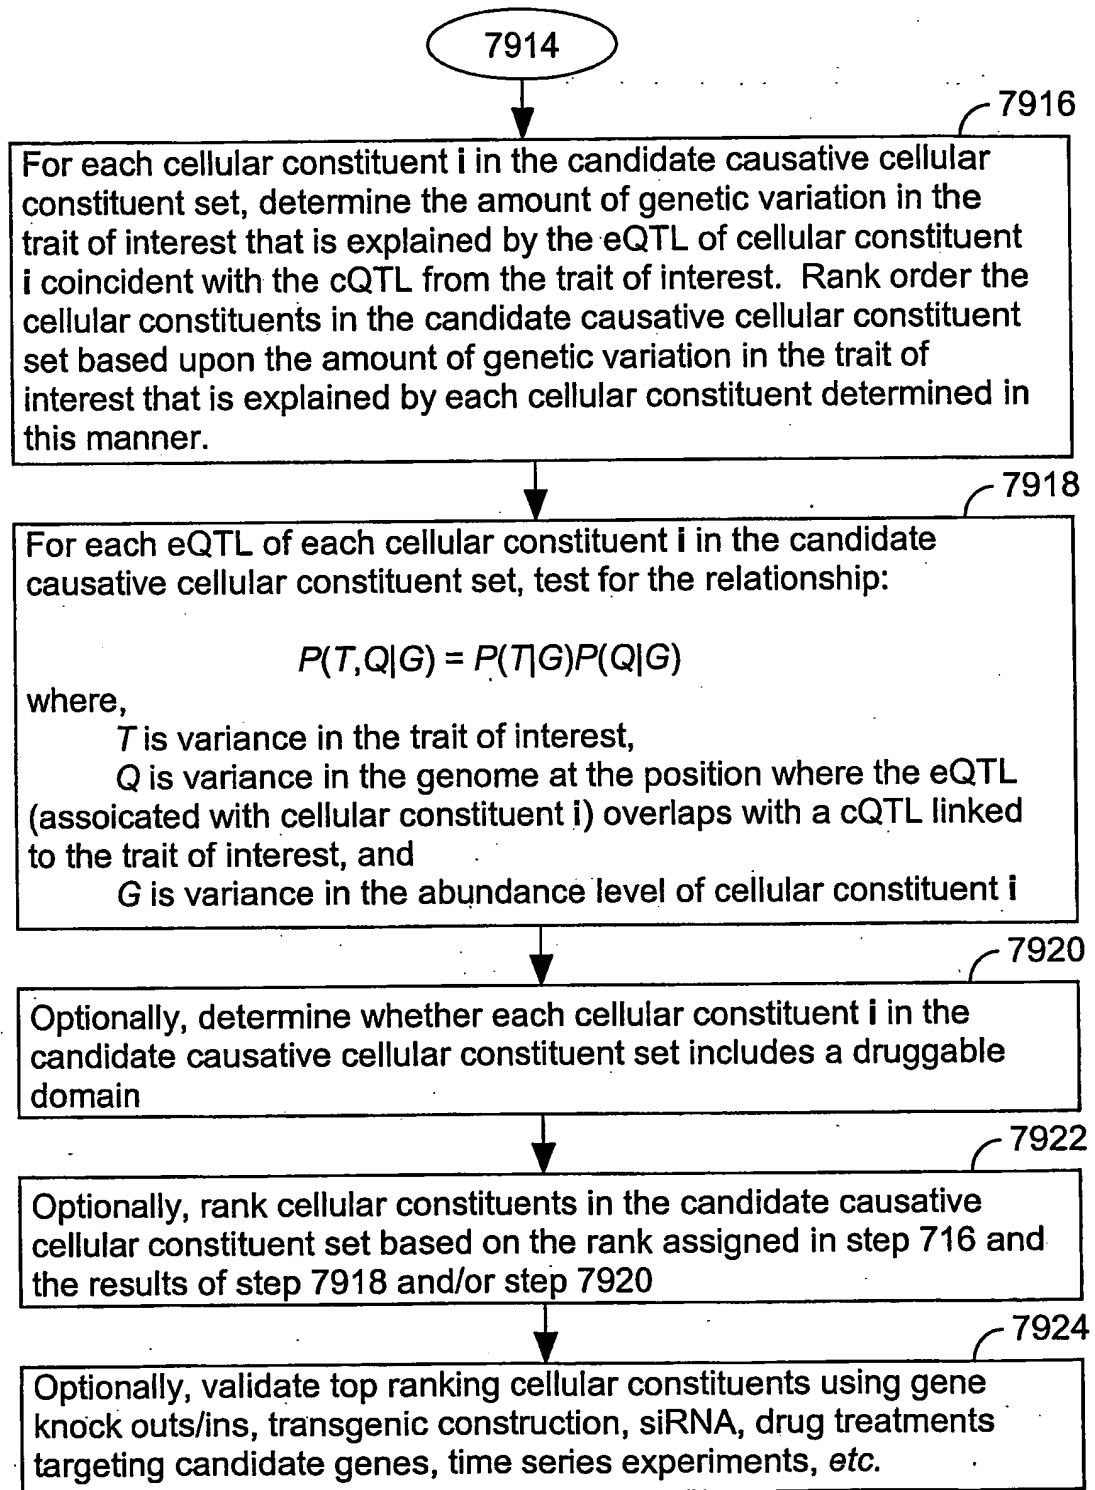 7914
7916
For each cellular constituent i in the candidate causative cellular
constituent set, determine the amount of genetic variation in the
trait of interest that is explained by the eQTL of cellular constituent
i coincident with the cQTL from the trait of interest.  Rank order the
cellular constituents in the candidate causative cellular constituent
set based upon the amount of genetic variation in the trait of
interest that is explained by each cellular constituent determined in
this manner.
7918
For each eQTL of each cellular constituent i in the candidate
causative cellular constituent set, test for the relationship:
P(T,Q|G) = P(T|G)P(Q|G)
where,
T is variance in the trait of interest,
Q is variance in the genome at the position where the eQTL
(assoicated with cellular constituent i) overlaps with a cQTL linked
to the trait of interest, and
G is variance in the abundance level of cellular constituent i
7920
Optionally, determine whether each cellular constituent i in the
candidate causative cellular constituent set includes a druggable
domain
7922
Optionally, rank cellular constituents in the candidate causative
cellular constituent set based on the rank assigned in step 716 and
the results of step 7918 and/or step 7920
7924
Optionally, validate top ranking cellular constituents using gene
knock outs/ins, transgenic construction, siRNA, drug treatments
targeting candidate genes, time series experiments, etc.